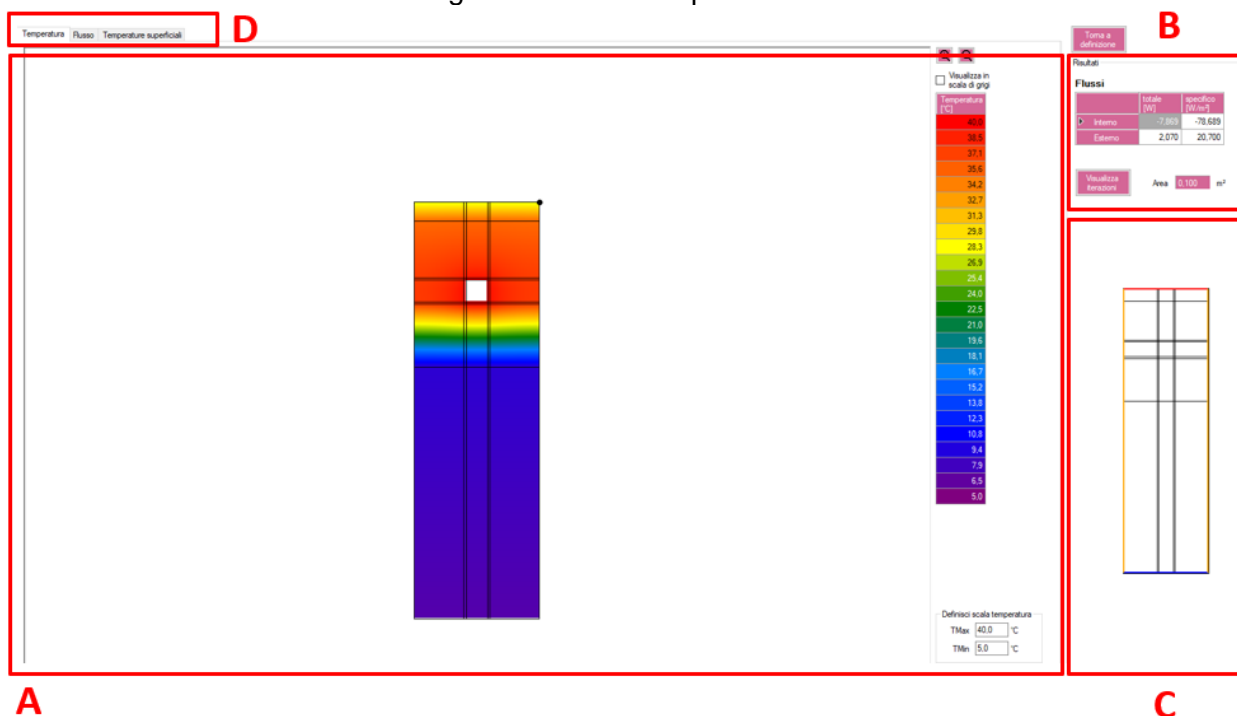 D
B
Temperatura Flusso Temperature superficiali
Torna a
definizione
Risultati
Visualizza in
scala di grigi
Flussi
totale
[W]
specifico
[W/m²]
Interno -7,869 -78,689
Esterno 2,070 20,700
Visualizza
iterazioni
Area 0,100 m²
Temperatura
[°C]
40,0
38,5
37,1
35,6
34,2
32,7
31,3
29,8
28,3
26,9
25,4
24,0
22,5
21,0
19,6
18,1
16,7
15,2
13,8
12,3
10,8
9,4
7,9
6,5
5,0
Definisci scala temperatura
TMax 40,0 °C
TMin 5,0 °C
A
C